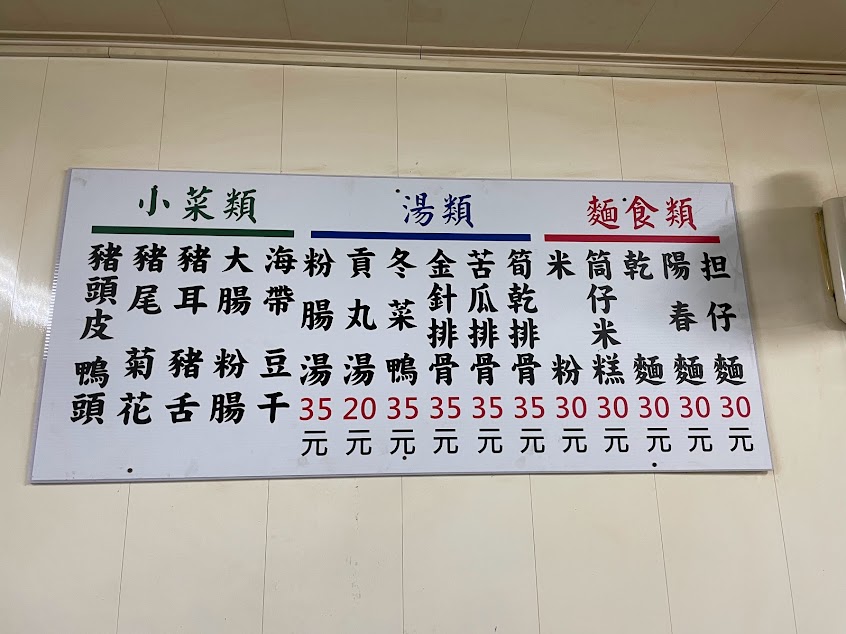 麵食類
担仔麵30元
陽春麵30元
乾麵30元
筒仔米糕30元
米粉30元
湯類
筍乾排骨35元
苦瓜排骨35元
金針排骨35元
冬菜鴨35元
貢丸湯20元
粉腸湯35元
小菜類
海帶
豆干
大腸
粉腸
豬耳
豬舌
豬尾
菊花
豬頭皮
鴨頭